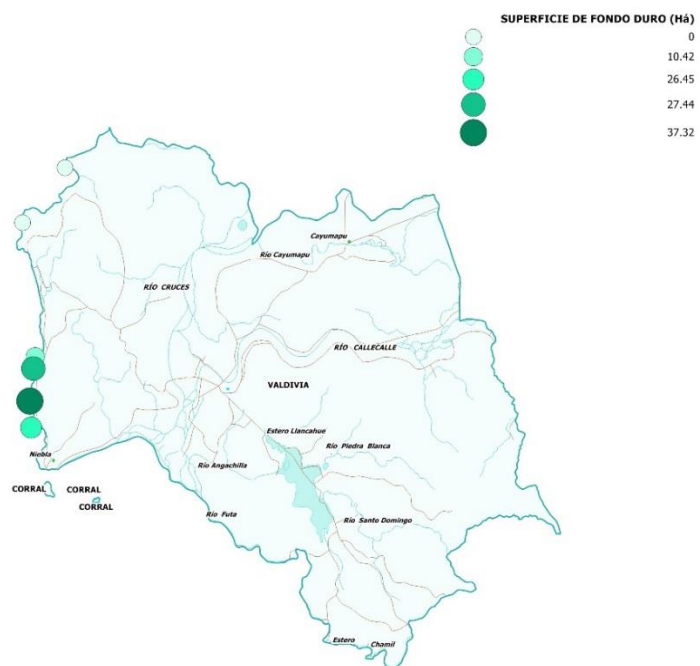 SUPERFICIE DE FONDO DURO (Há)
0
10.42
26.45
27.44
37.32
Cayumapu
Río Cayumapu
RÍO CRUCES
RÍO CALLECALLE
VALDIVIA
Estero Llancahue
Río Piedra Blanca
Niebla
Río Angachilla
CORRAL
CORRAL
CORRAL
Río Futa
Río Santo Domingo
Estero Chamil